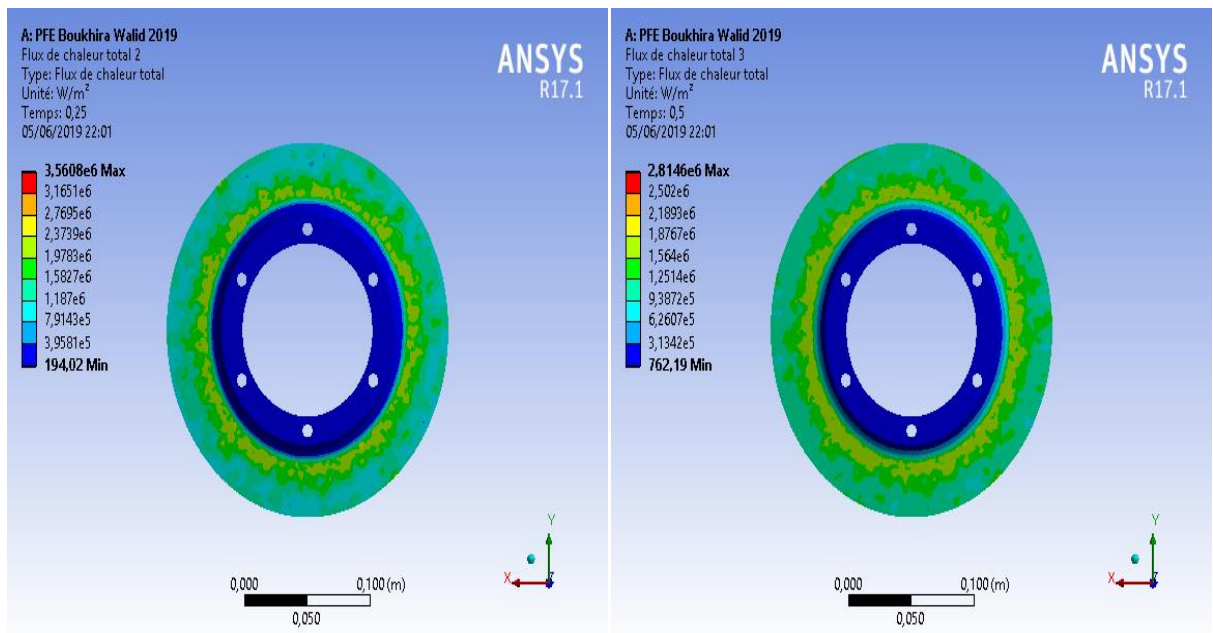 A: PFE Boukhira Walid 2019
Flux de chaleur total 2
Type: Flux de chaleur total
Unité: W/m²
Temps: 0,25
05/06/2019 22:01
ANSYS
R17.1
3,5608e6 Max
3,1651e6
2,7695e6
2,3739e6
1,9783e6
1,5827e6
1,187e6
7,9143e5
3,9581e5
194,02 Min
0,000
0,100 (m)
0,050
Y
X
Z
A: PFE Boukhira Walid 2019
Flux de chaleur total 3
Type: Flux de chaleur total
Unité: W/m²
Temps: 0,5
05/06/2019 22:01
ANSYS
R17.1
2,8146e6 Max
2,502e6
2,1893e6
1,8767e6
1,564e6
1,2514e6
9,3872e5
6,2607e5
3,1342e5
762,19 Min
0,000
0,100 (m)
0,050
Y
X
Z